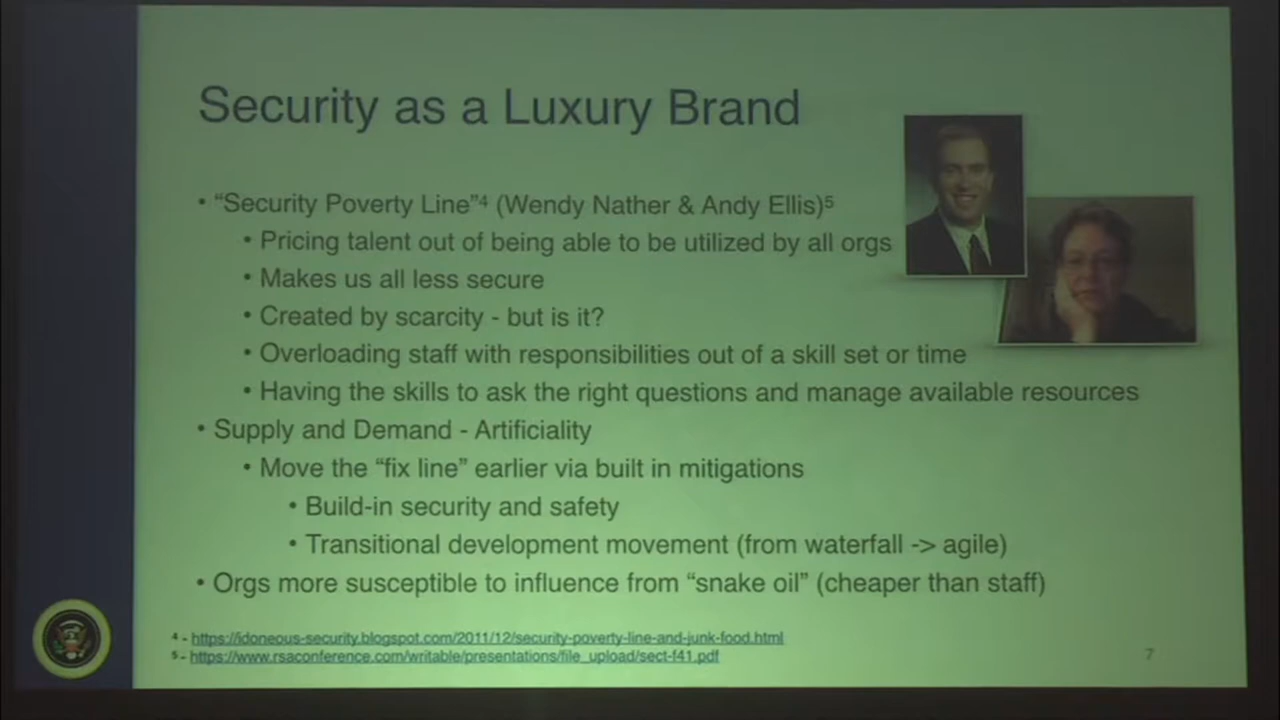 Security as a Luxury Brand
• “Security Poverty Line”⁴ (Wendy Nather & Andy Ellis)⁵
• Pricing talent out of being able to be utilized by all orgs
• Makes us all less secure
• Created by scarcity - but is it?
• Overloading staff with responsibilities out of a skill set or time
• Having the skills to ask the right questions and manage available resources
• Supply and Demand - Artificiality
• Move the “fix line” earlier via built in mitigations
• Build-in security and safety
• Transitional development movement (from waterfall -> agile)
• Orgs more susceptible to influence from “snake oil” (cheaper than staff)
⁴ - https://idoneous-security.blogspot.com/2011/12/security-poverty-line-and-junk-food.html
⁵ - https://www.rsaconference.com/writable/presentations/file_upload/sect-f41.pdf
7